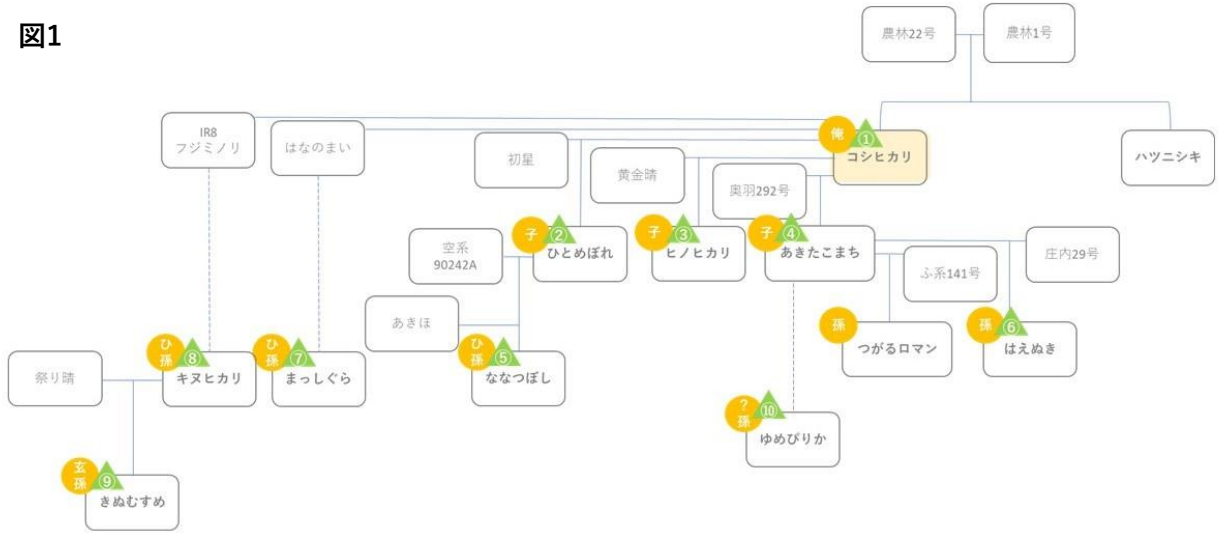 図1
農林22号
農林1号
IR8
フジミノリ
はなのまい
初星
黄金晴
奥羽292号
俺
①
コシヒカリ
ハツニシキ
空系
90242A
子
②
ひとめぼれ
子
③
ヒノヒカリ
子
④
あきたこまち
ふ系141号
庄内29号
あきほ
孫
つがるロマン
孫
⑥
はえぬき
祭り晴
ひ
孫
⑧
キヌヒカリ
ひ
孫
⑦
まっしぐら
ひ
孫
⑤
ななつぼし
?
孫
⑩
ゆめぴりか
玄
孫
⑨
きぬむすめ